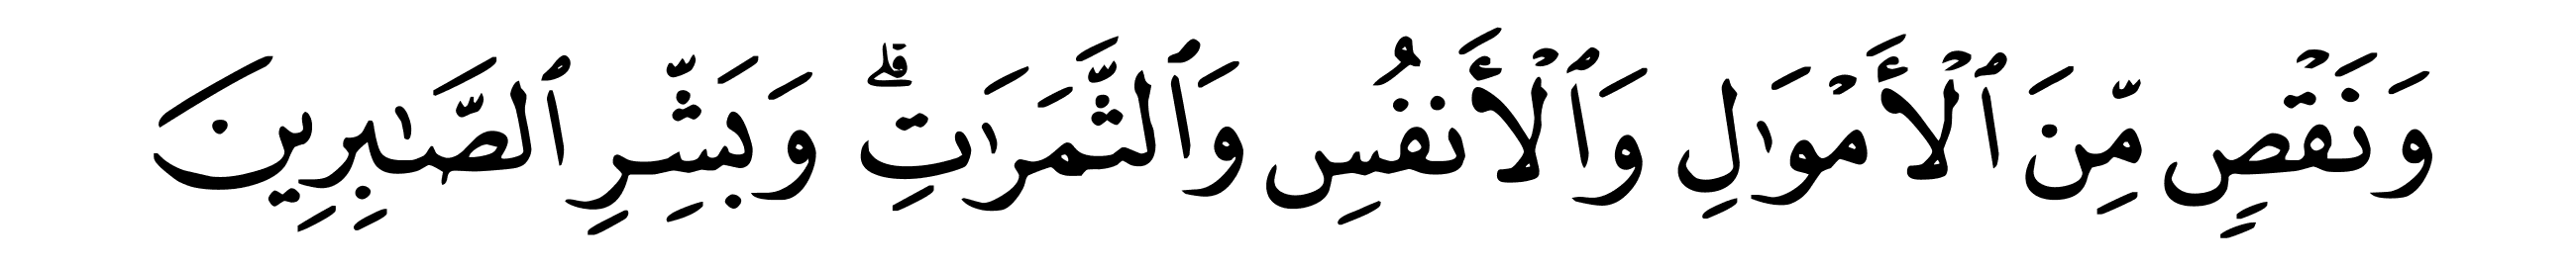 وَنَقْصٍ مِّنَ ٱلْأَمْوَٰلِ وَٱلْأَنفُسِ وَٱلثَّمَرَٰتِ ۗ وَبَشِّرِ ٱلصَّـٰبِرِينَ